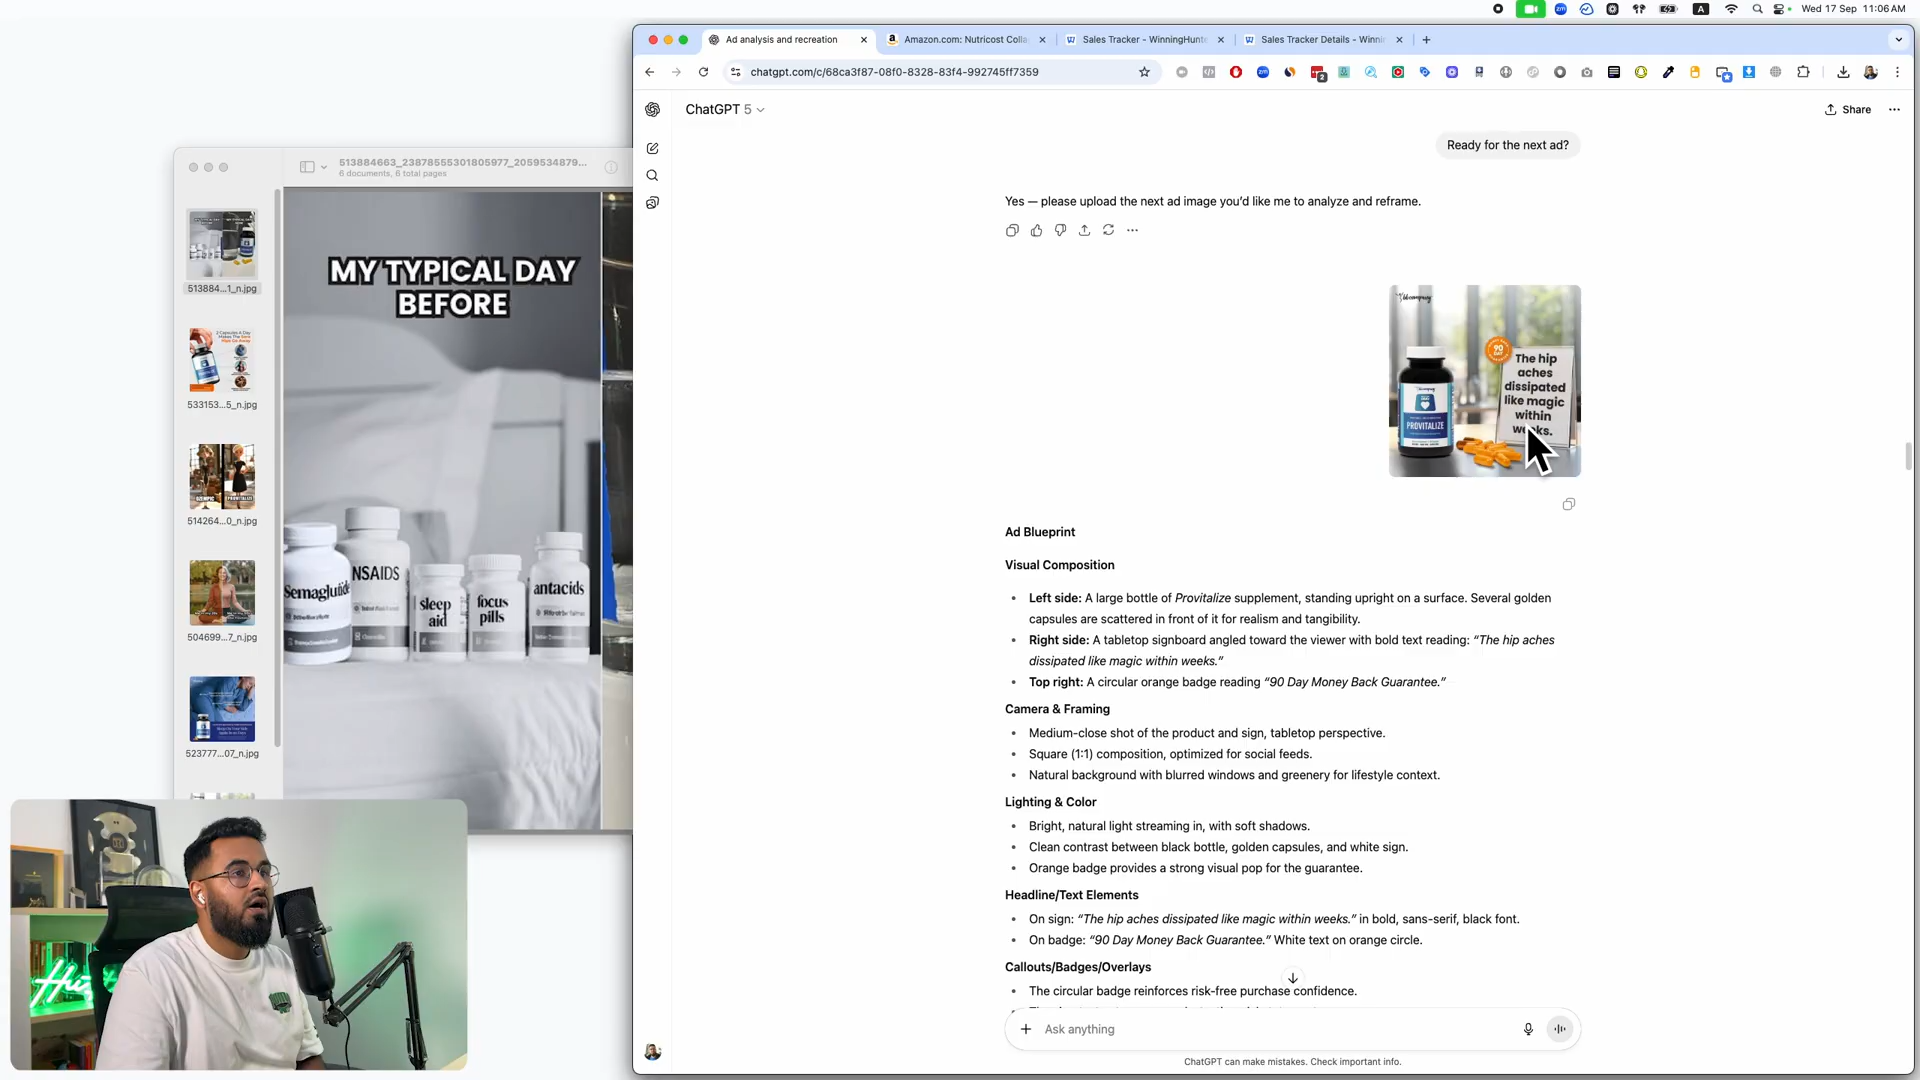 Wed 17 Sep 11:06 AM
Ad analysis and recreation
Amazon.com: Nutricost Colla
Sales Tracker - WinningHunt
Sales Tracker Details - Winni
chatgpt.com/c/68ca3f87-08f0-8328-83f4-992745ff7359
ChatGPT 5
Share
513884663_23878555301805977_2059534879...
6 documents, 6 total pages
513884...1_n.jpg
533153...5_n.jpg
514264...0_n.jpg
504699...7_n.jpg
523777...07_n.jpg
MY TYPICAL DAY
BEFORE
Semaglutide
NSAIDS
sleep
aid
focus
pills
antacids
Ready for the next ad?
Yes — please upload the next ad image you'd like me to analyze and reframe.
90
DAY
The hip
aches
dissipated
like magic
within
weeks.
PROVITALIZE
Ad Blueprint
Visual Composition
• Left side: A large bottle of Provitalize supplement, standing upright on a surface. Several golden
capsules are scattered in front of it for realism and tangibility.
• Right side: A tabletop signboard angled toward the viewer with bold text reading: “The hip aches
dissipated like magic within weeks.”
• Top right: A circular orange badge reading “90 Day Money Back Guarantee.”
Camera & Framing
• Medium-close shot of the product and sign, tabletop perspective.
• Square (1:1) composition, optimized for social feeds.
• Natural background with blurred windows and greenery for lifestyle context.
Lighting & Color
• Bright, natural light streaming in, with soft shadows.
• Clean contrast between black bottle, golden capsules, and white sign.
• Orange badge provides a strong visual pop for the guarantee.
Headline/Text Elements
• On sign: “The hip aches dissipated like magic within weeks.” in bold, sans-serif, black font.
• On badge: “90 Day Money Back Guarantee.” White text on orange circle.
Callouts/Badges/Overlays
• The circular badge reinforces risk-free purchase confidence.
Ask anything
ChatGPT can make mistakes. Check important info.